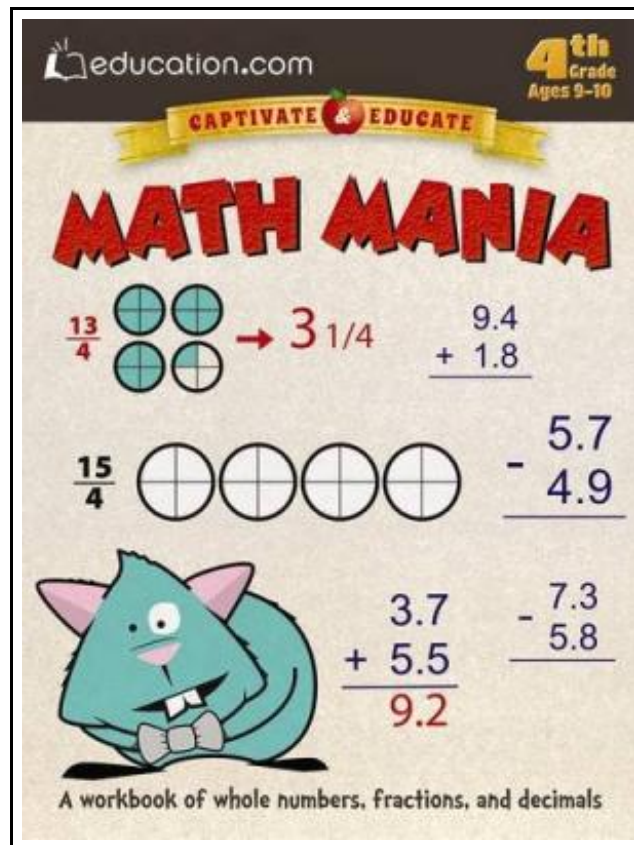 education.com
4th
Grade
Ages 9-10
CAPTIVATE & EDUCATE
MATH MANIA
13
4
3 1/4
9.4
+ 1.8
15
4
5.7
- 4.9
3.7
+ 5.5
9.2
7.3
- 5.8
A workbook of whole numbers, fractions, and decimals